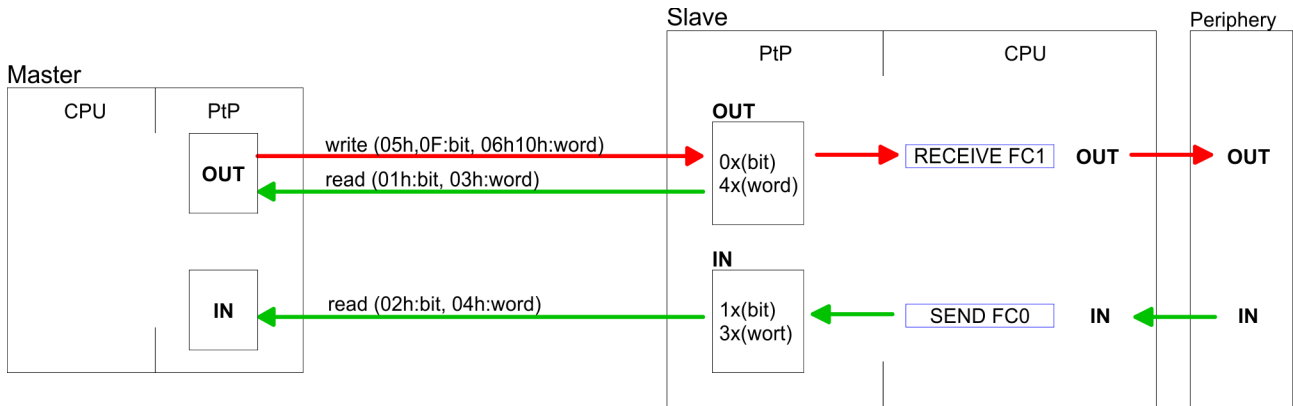 Slave
Periphery
PtP
CPU
Master
CPU
PtP
OUT
write (05h,0F:bit, 06h10h:word)
OUT
read (01h:bit, 03h:word)
0x(bit)
4x(word)
RECEIVE FC1
OUT
OUT
IN
IN
read (02h:bit, 04h:word)
1x(bit)
3x(wort)
SEND FC0
IN
IN